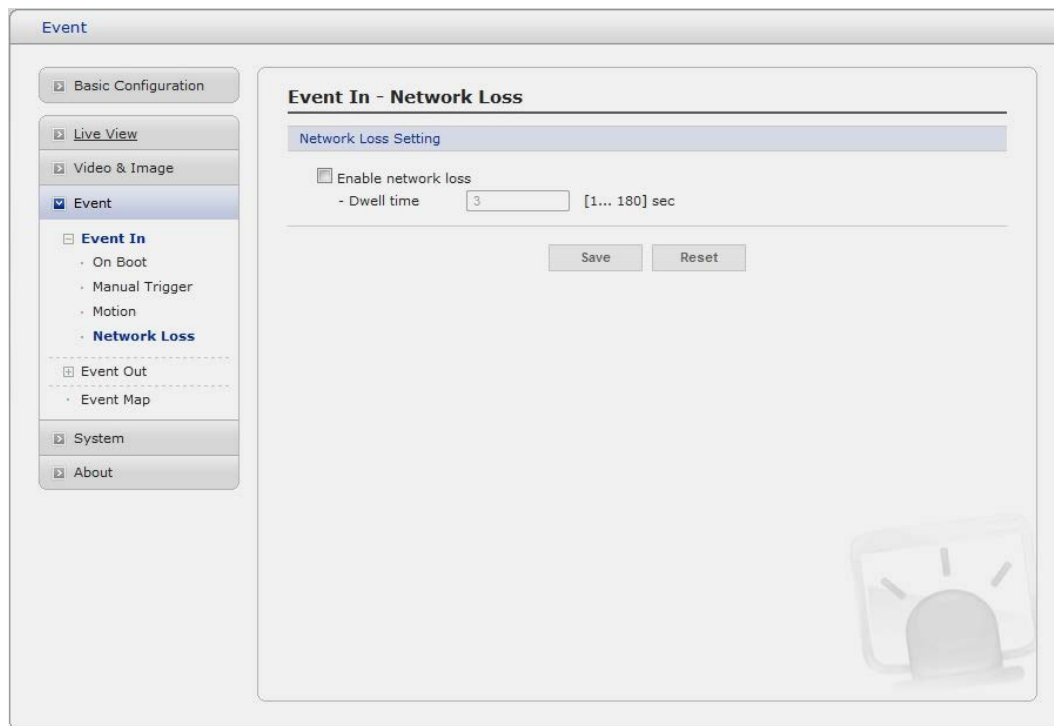 Event
Basic Configuration
Live View
Video & Image
Event
Event In
On Boot
Manual Trigger
Motion
Network Loss
Event Out
Event Map
System
About
Event In - Network Loss
Network Loss Setting
Enable network loss
- Dwell time 3 [1... 180] sec
Save Reset